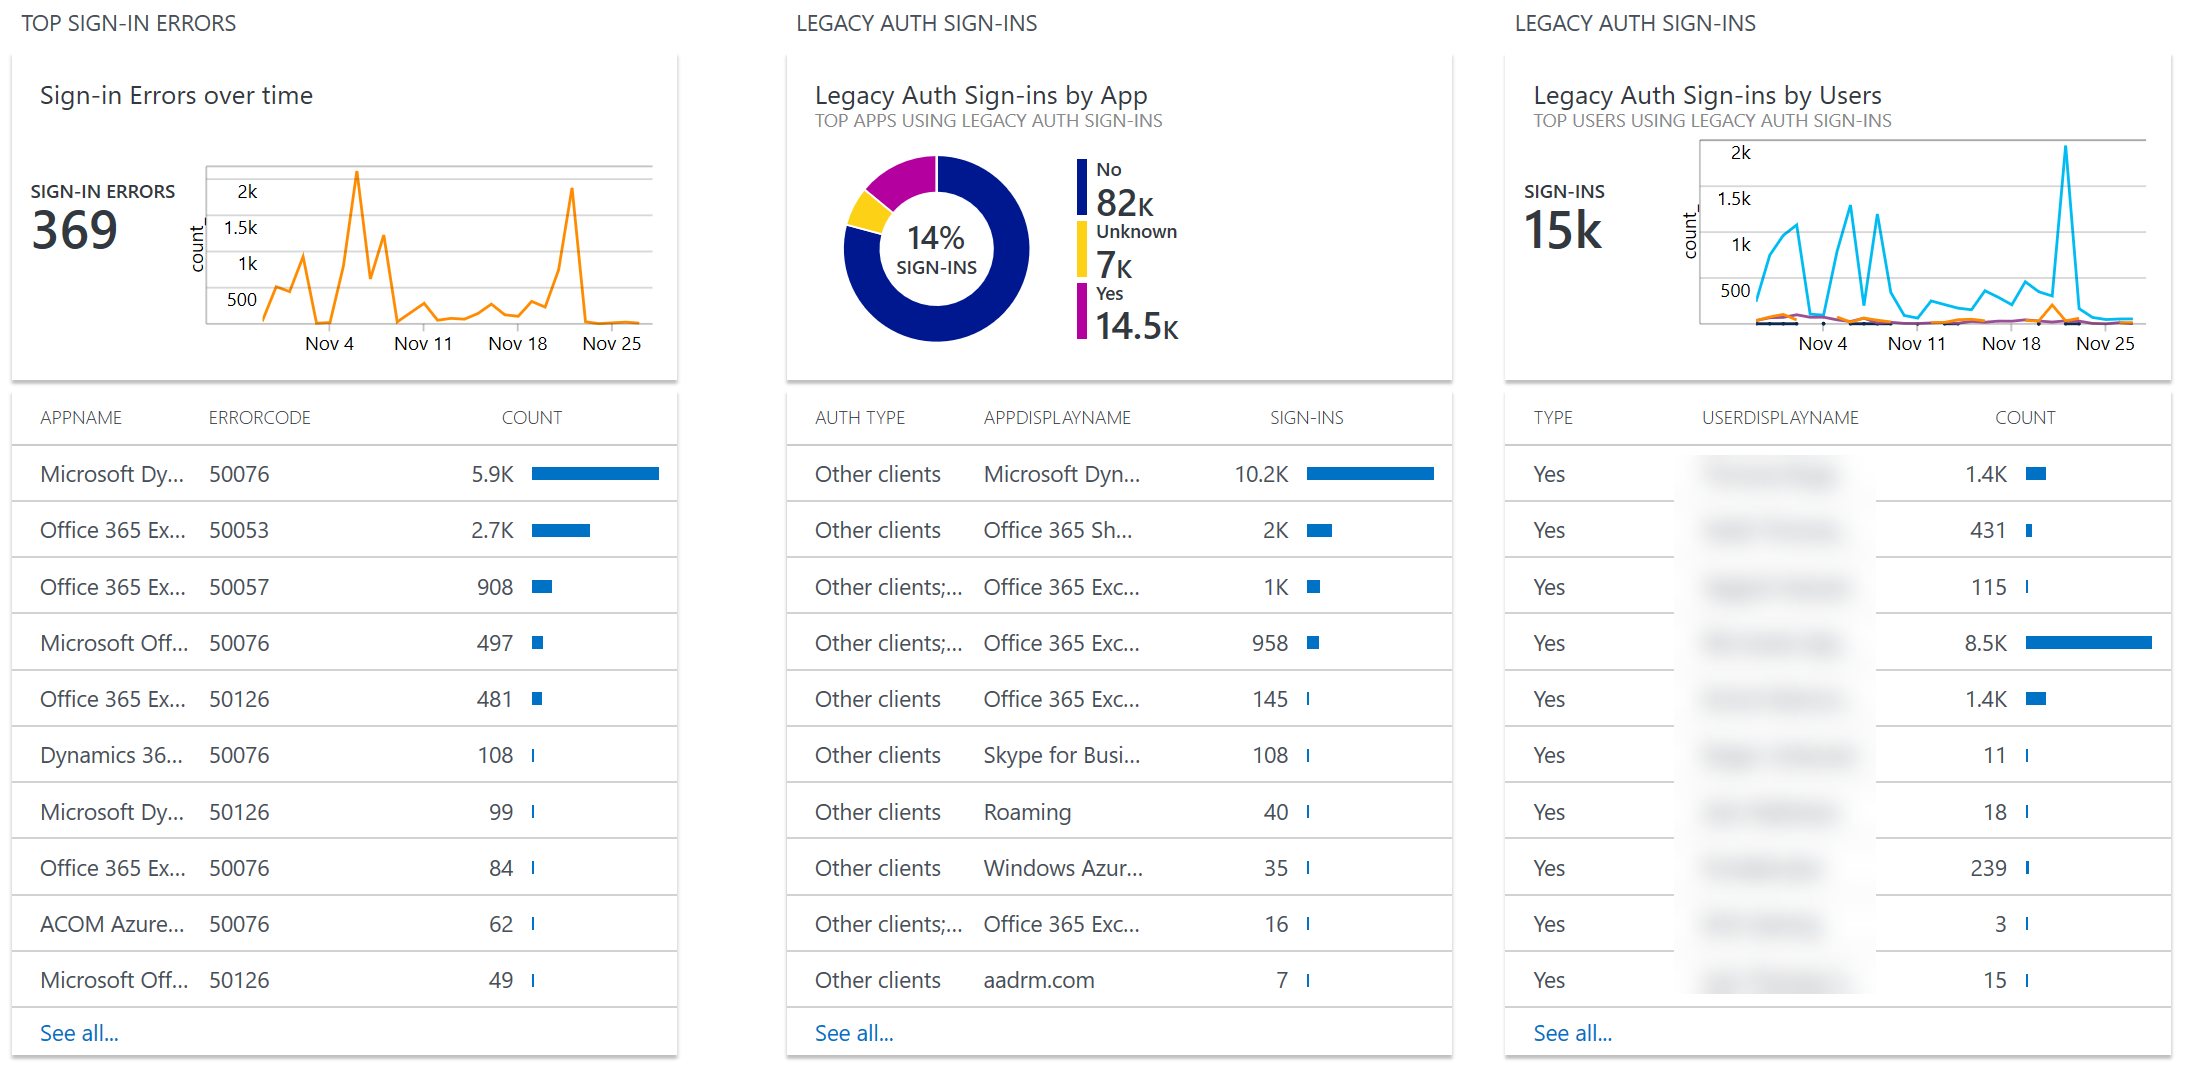 TOP SIGN-IN ERRORS
Sign-in Errors over time
SIGN-IN ERRORS
369
count_
2k
1.5k
1k
500
Nov 4 Nov 11 Nov 18 Nov 25
APPNAME ERRORCODE COUNT
Microsoft Dy... 50076 5.9K
Office 365 Ex... 50053 2.7K
Office 365 Ex... 50057 908
Microsoft Off... 50076 497
Office 365 Ex... 50126 481
Dynamics 36... 50076 108
Microsoft Dy... 50126 99
Office 365 Ex... 50076 84
ACOM Azure... 50076 62
Microsoft Off... 50126 49
See all...
LEGACY AUTH SIGN-INS
Legacy Auth Sign-ins by App
TOP APPS USING LEGACY AUTH SIGN-INS
14%
SIGN-INS
No
82K
Unknown
7K
Yes
14.5K
AUTH TYPE APPDISPLAYNAME SIGN-INS
Other clients Microsoft Dyn... 10.2K
Other clients Office 365 Sh... 2K
Other clients;... Office 365 Exc... 1K
Other clients;... Office 365 Exc... 958
Other clients Office 365 Exc... 145
Other clients Skype for Busi... 108
Other clients Roaming 40
Other clients Windows Azur... 35
Other clients;... Office 365 Exc... 16
Other clients aadrm.com 7
See all...
LEGACY AUTH SIGN-INS
Legacy Auth Sign-ins by Users
TOP USERS USING LEGACY AUTH SIGN-INS
SIGN-INS
15k
count_
2k
1.5k
1k
500
Nov 4 Nov 11 Nov 18 Nov 25
TYPE USERDISPLAYNAME COUNT
Yes 1.4K
Yes 431
Yes 115
Yes 8.5K
Yes 1.4K
Yes 11
Yes 18
Yes 239
Yes 3
Yes 15
See all...